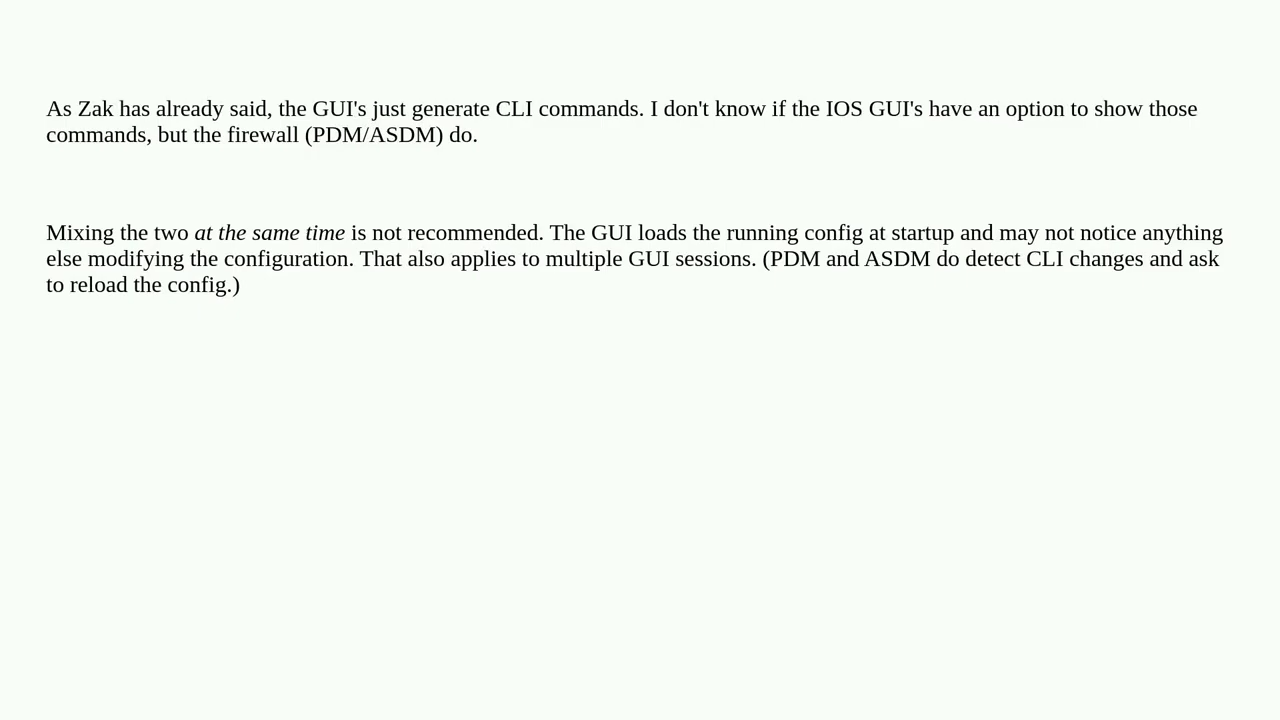 As Zak has already said, the GUI's just generate CLI commands. I don't know if the IOS GUI's have an option to show those
commands, but the firewall (PDM/ASDM) do.
Mixing the two at the same time is not recommended. The GUI loads the running config at startup and may not notice anything
else modifying the configuration. That also applies to multiple GUI sessions. (PDM and ASDM do detect CLI changes and ask
to reload the config.)